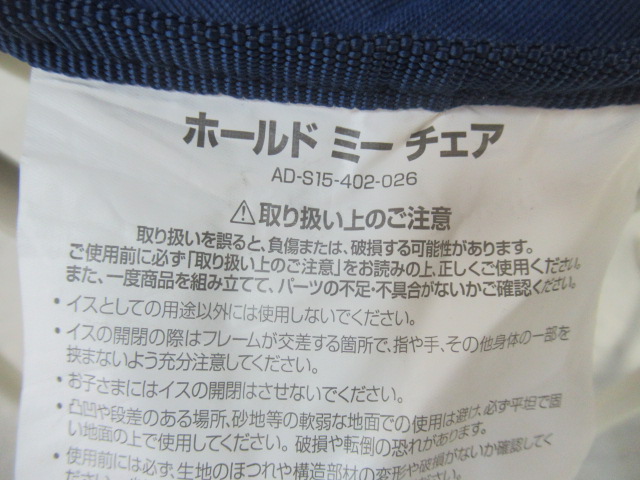 ホールド ミー チェア
AD-S15-402-026
⚠取り扱い上のご注意
取り扱いを誤ると、負傷または、破損する可能性があります。
ご使用前に必ず「取り扱い上のご注意」をお読みの上、正しくご使用ください。
また、一度商品を組み立てて、パーツの不足・不具合がないかご確認ください。
・イスとしての用途以外には使用しないでください。
・イスの開閉の際はフレームが交差する箇所で、指や手、その他身体の一部を
挟まないよう充分注意してください。
・お子さまにはイスの開閉はさせないでください。
・凸凹や段差のある場所、砂地等の軟弱な地面での使用は避け、必ず平坦で固
い地面の上で使用してください。破損や転倒の恐れがあります。
・使用前には必ず、生地のほつれや構造部材の変形や破損がないか確認してく